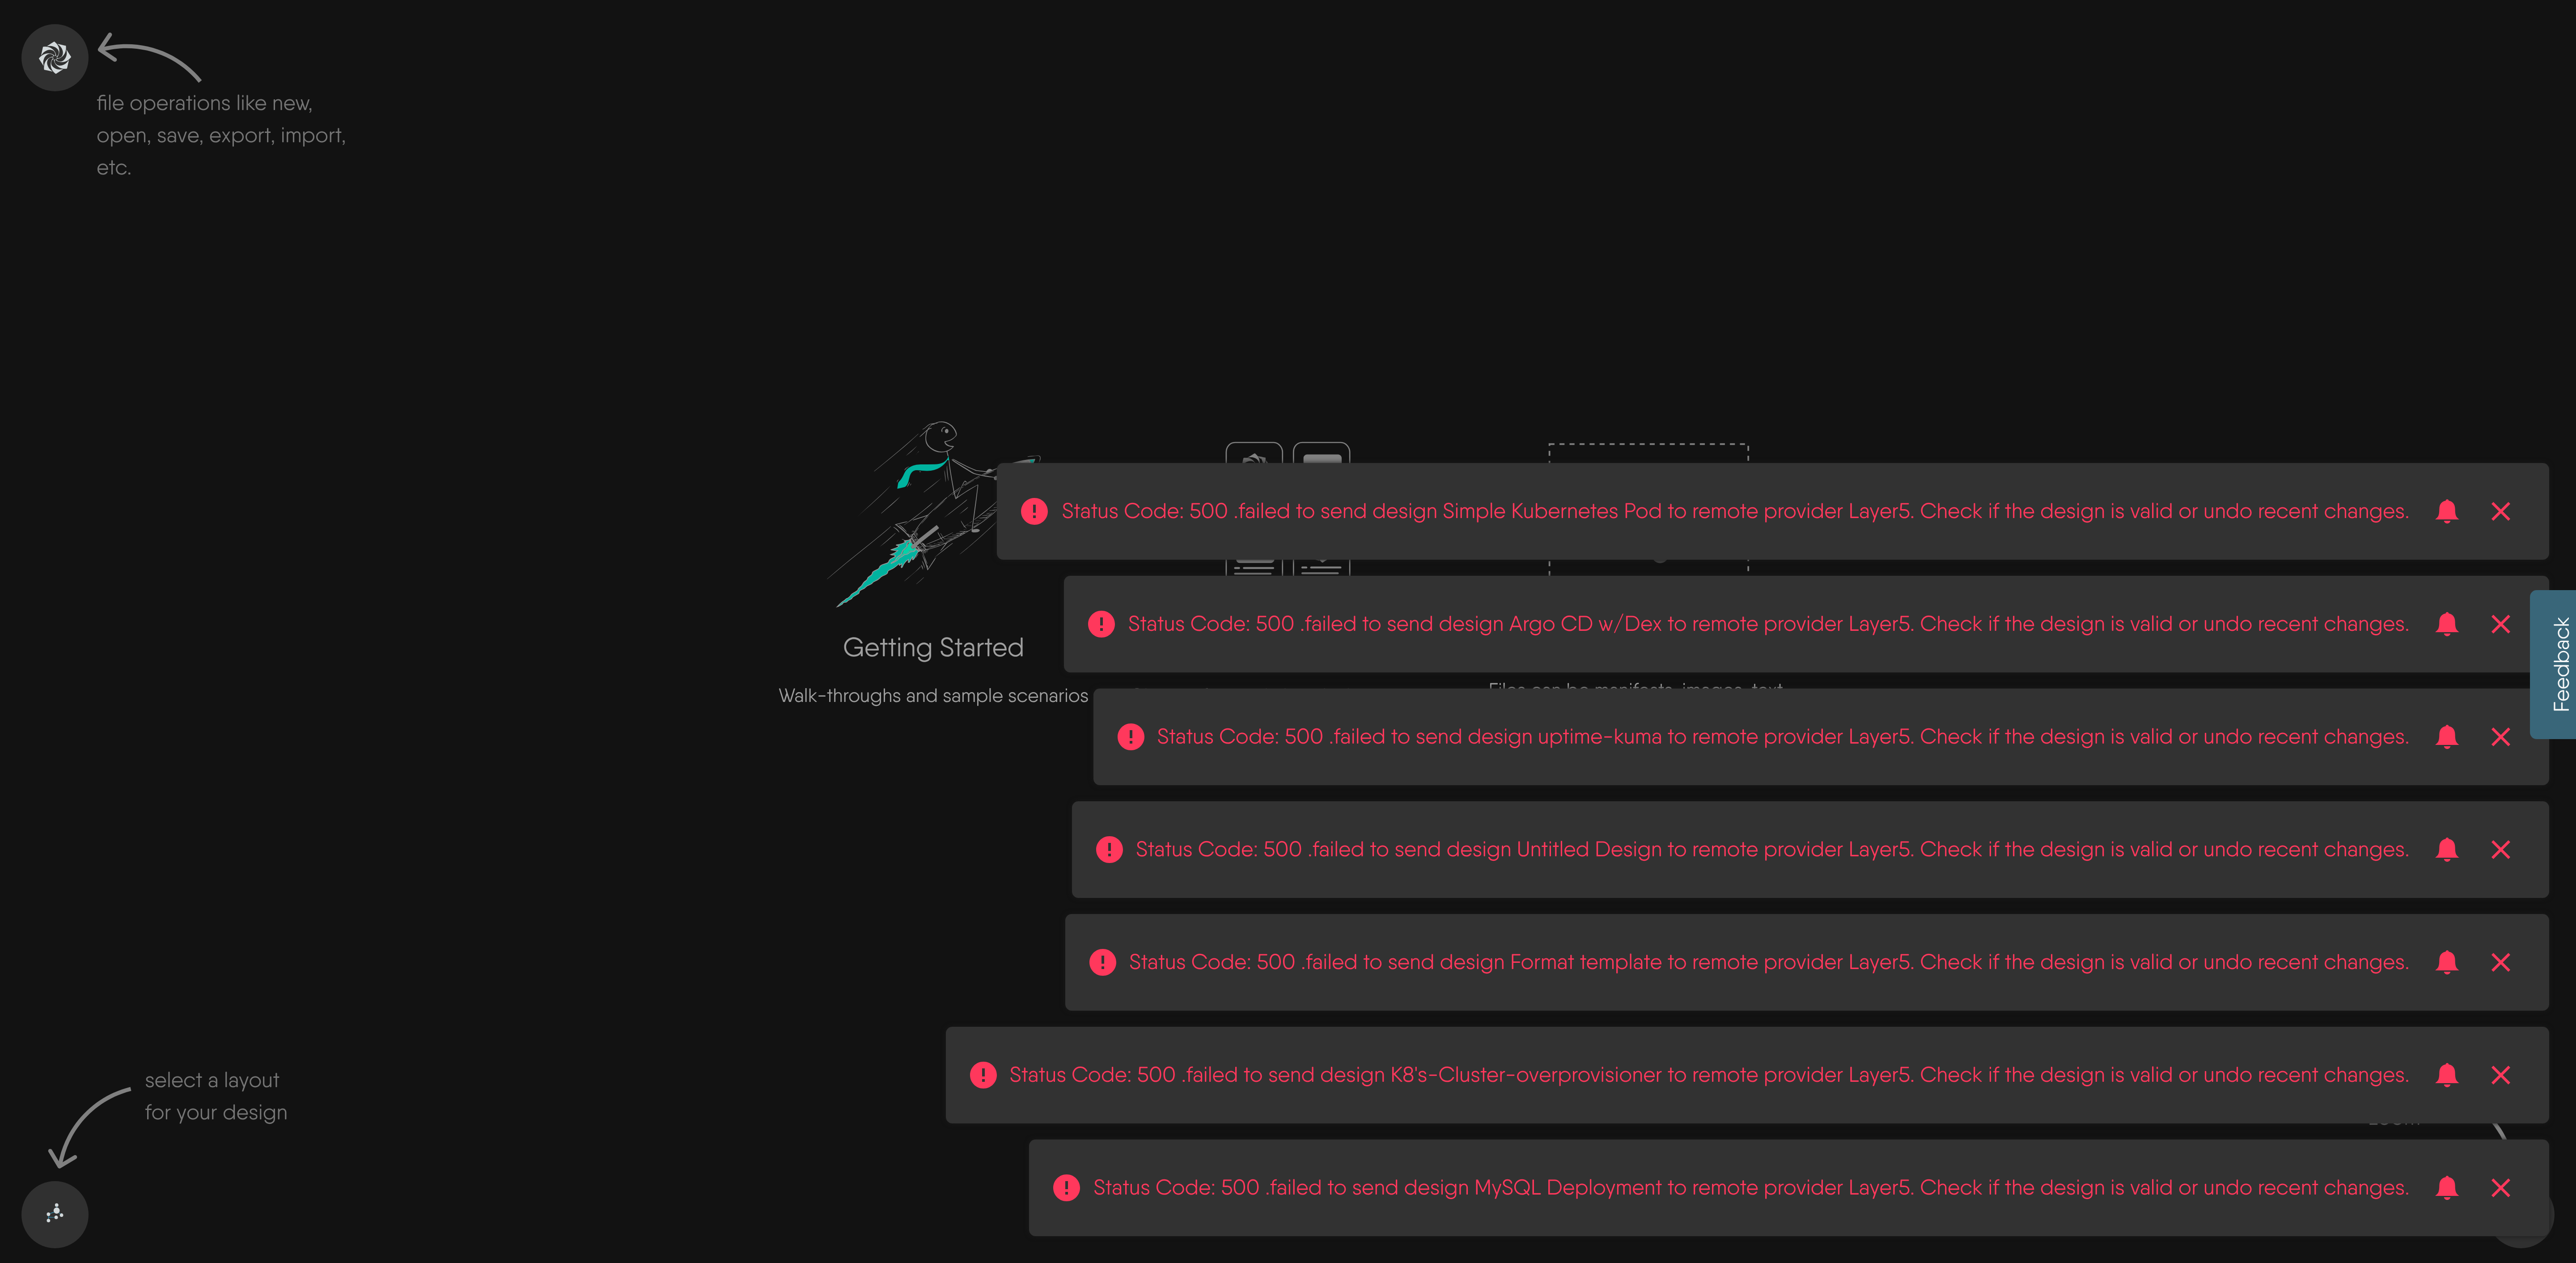 file operations like new,
open, save, export, import,
etc.
Status Code: 500 .failed to send design Simple Kubernetes Pod to remote provider Layer5. Check if the design is valid or undo recent changes.
Status Code: 500 .failed to send design Argo CD w/Dex to remote provider Layer5. Check if the design is valid or undo recent changes.
Getting Started
Walk-throughs and sample scenarios
Files can be manifests, images, text
Feedback
Status Code: 500 .failed to send design uptime-kuma to remote provider Layer5. Check if the design is valid or undo recent changes.
Status Code: 500 .failed to send design Untitled Design to remote provider Layer5. Check if the design is valid or undo recent changes.
Status Code: 500 .failed to send design Format template to remote provider Layer5. Check if the design is valid or undo recent changes.
Status Code: 500 .failed to send design K8's-Cluster-overprovisioner to remote provider Layer5. Check if the design is valid or undo recent changes.
select a layout
for your design
Status Code: 500 .failed to send design MySQL Deployment to remote provider Layer5. Check if the design is valid or undo recent changes.